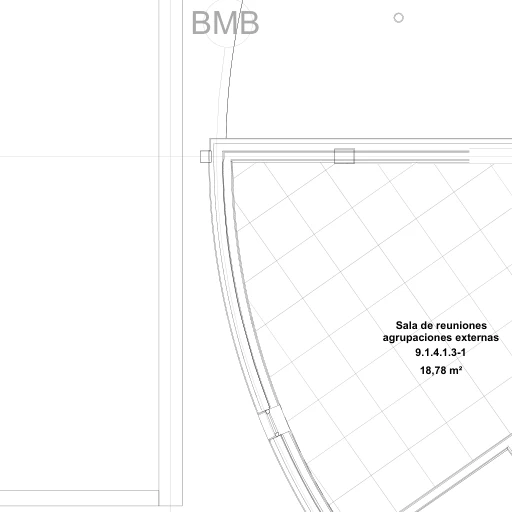 BMB
Sala de reuniones
agrupaciones externas
9.1.4.1.3-1
18,78 m²